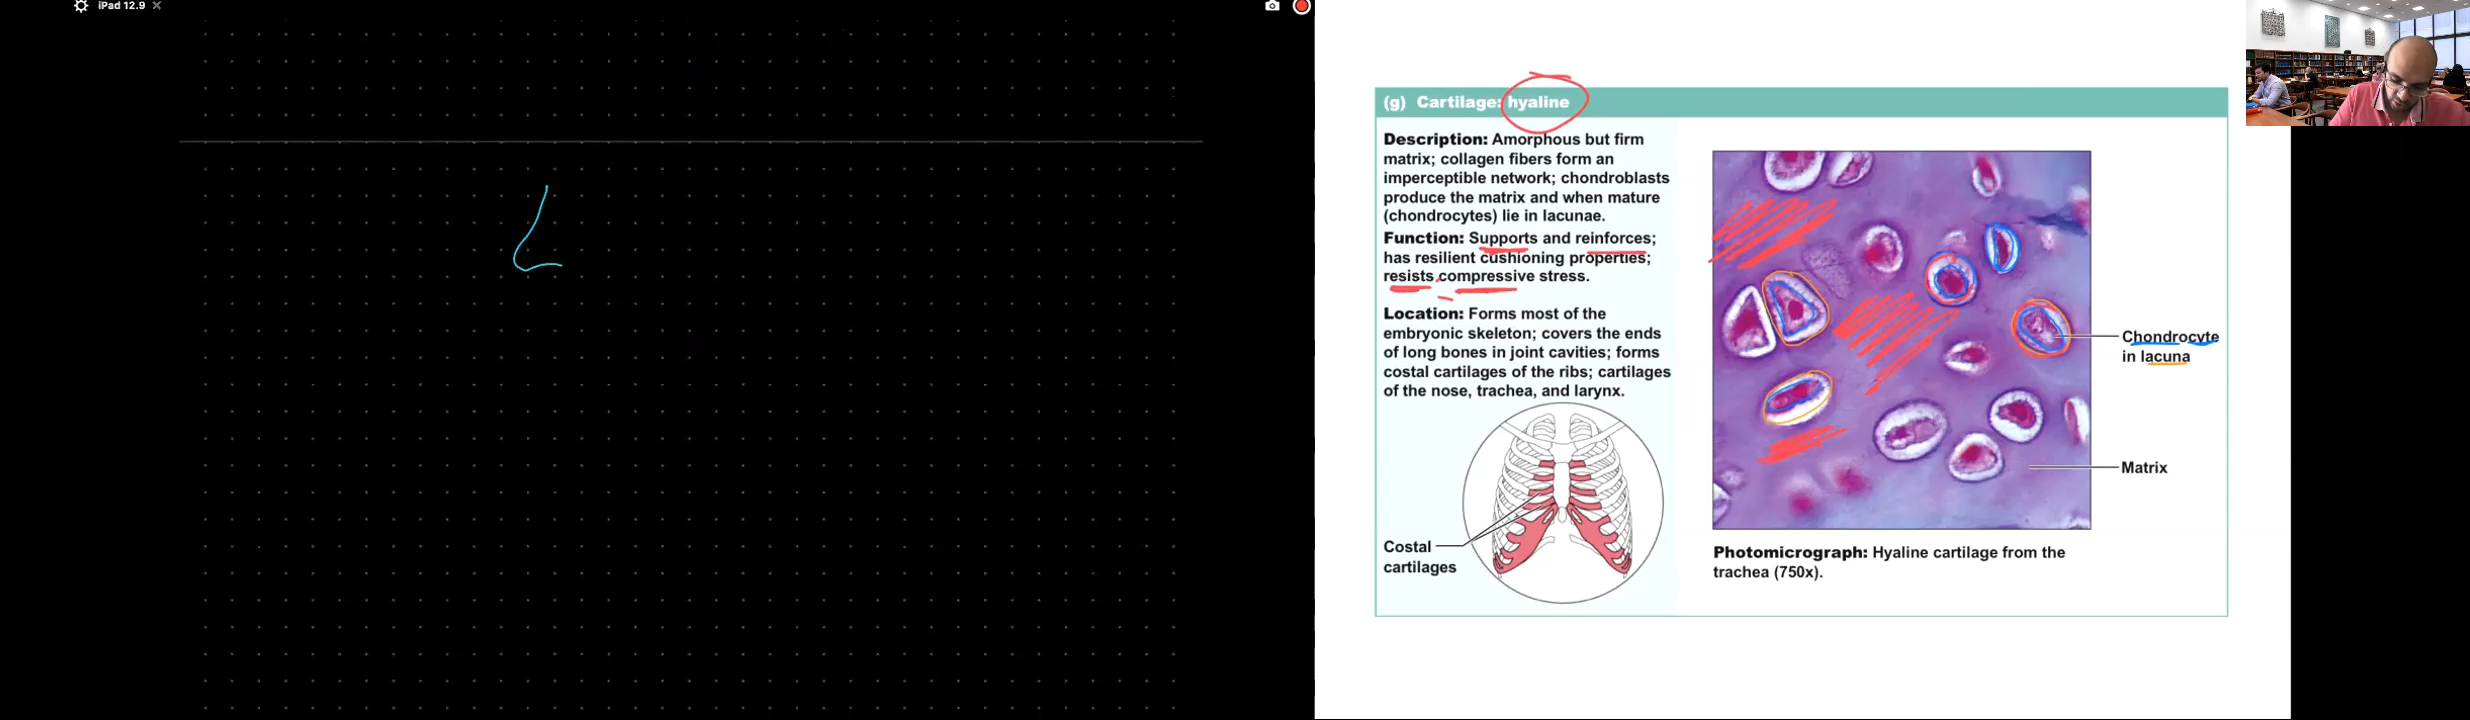 iPad 12.9
(g) Cartilage: hyaline
Description: Amorphous but firm
matrix; collagen fibers form an
imperceptible network; chondroblasts
produce the matrix and when mature
(chondrocytes) lie in lacunae.
Function: Supports and reinforces;
has resilient cushioning properties;
resists compressive stress.
Location: Forms most of the
embryonic skeleton; covers the ends
of long bones in joint cavities; forms
costal cartilages of the ribs; cartilages
of the nose, trachea, and larynx.
Costal
cartilages
Chondrocyte
in lacuna
Matrix
Photomicrograph: Hyaline cartilage from the
trachea (750x).